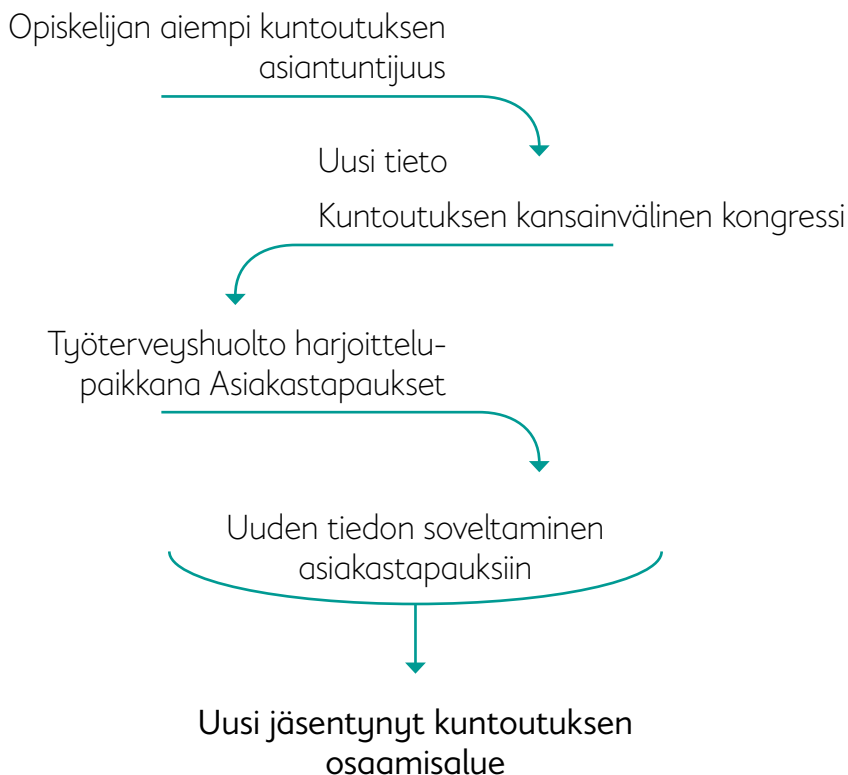 Opiskelijan aiempi kuntoutuksen
asiantuntijuus
Uusi tieto
Kuntoutuksen kansainvälinen kongressi
Työterveyshuolto harjoittelu-
paikkana Asiakastapaukset
Uuden tiedon soveltaminen
asiakastapauksiin
Uusi jäsentynyt kuntoutuksen
osaamisalue